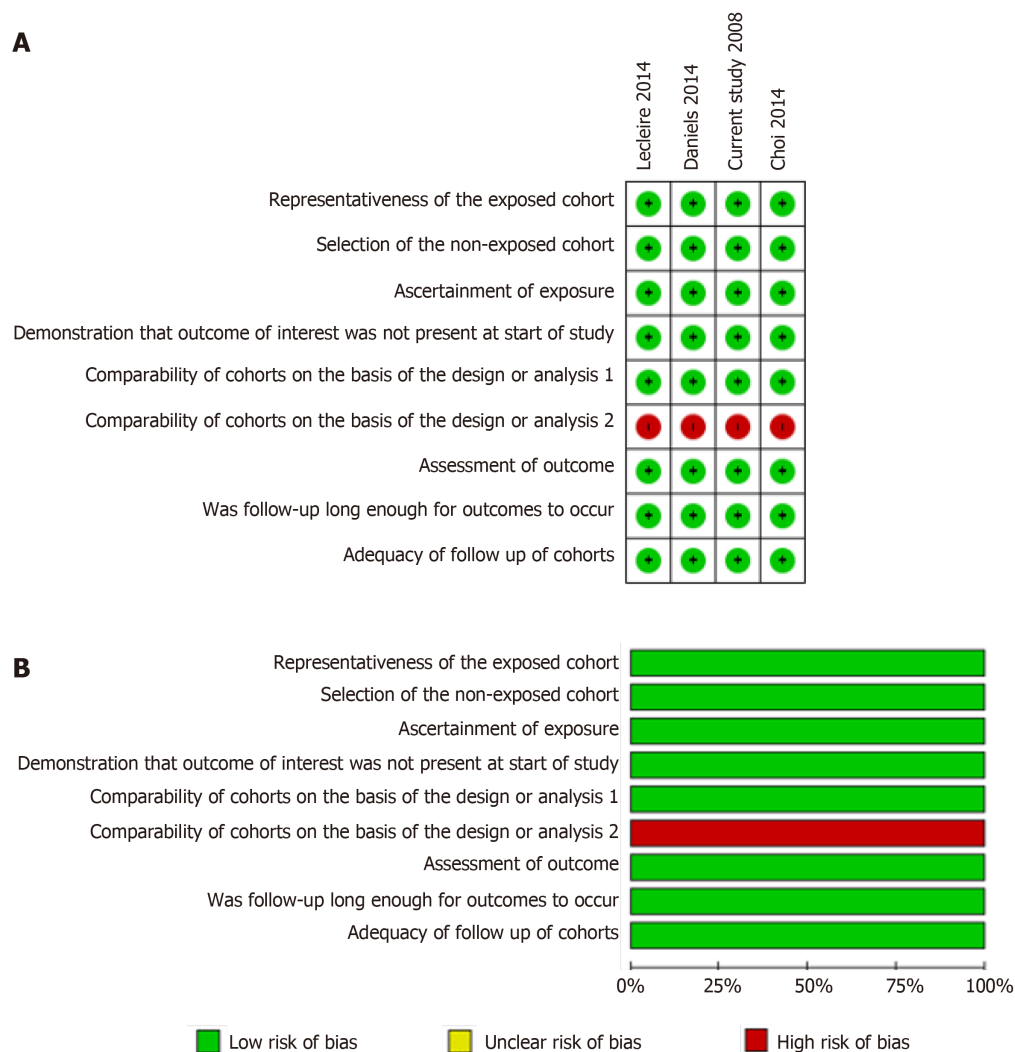 A
Lecleire 2014
Daniels 2014
Current study 2008
Choi 2014
Representativeness of the exposed cohort
Selection of the non-exposed cohort
Ascertainment of exposure
Demonstration that outcome of interest was not present at start of study
Comparability of cohorts on the basis of the design or analysis 1
Comparability of cohorts on the basis of the design or analysis 2
Assessment of outcome
Was follow-up long enough for outcomes to occur
Adequacy of follow up of cohorts
B
Representativeness of the exposed cohort
Selection of the non-exposed cohort
Ascertainment of exposure
Demonstration that outcome of interest was not present at start of study
Comparability of cohorts on the basis of the design or analysis 1
Comparability of cohorts on the basis of the design or analysis 2
Assessment of outcome
Was follow-up long enough for outcomes to occur
Adequacy of follow up of cohorts
0% 25% 50% 75% 100%
Low risk of bias Unclear risk of bias High risk of bias